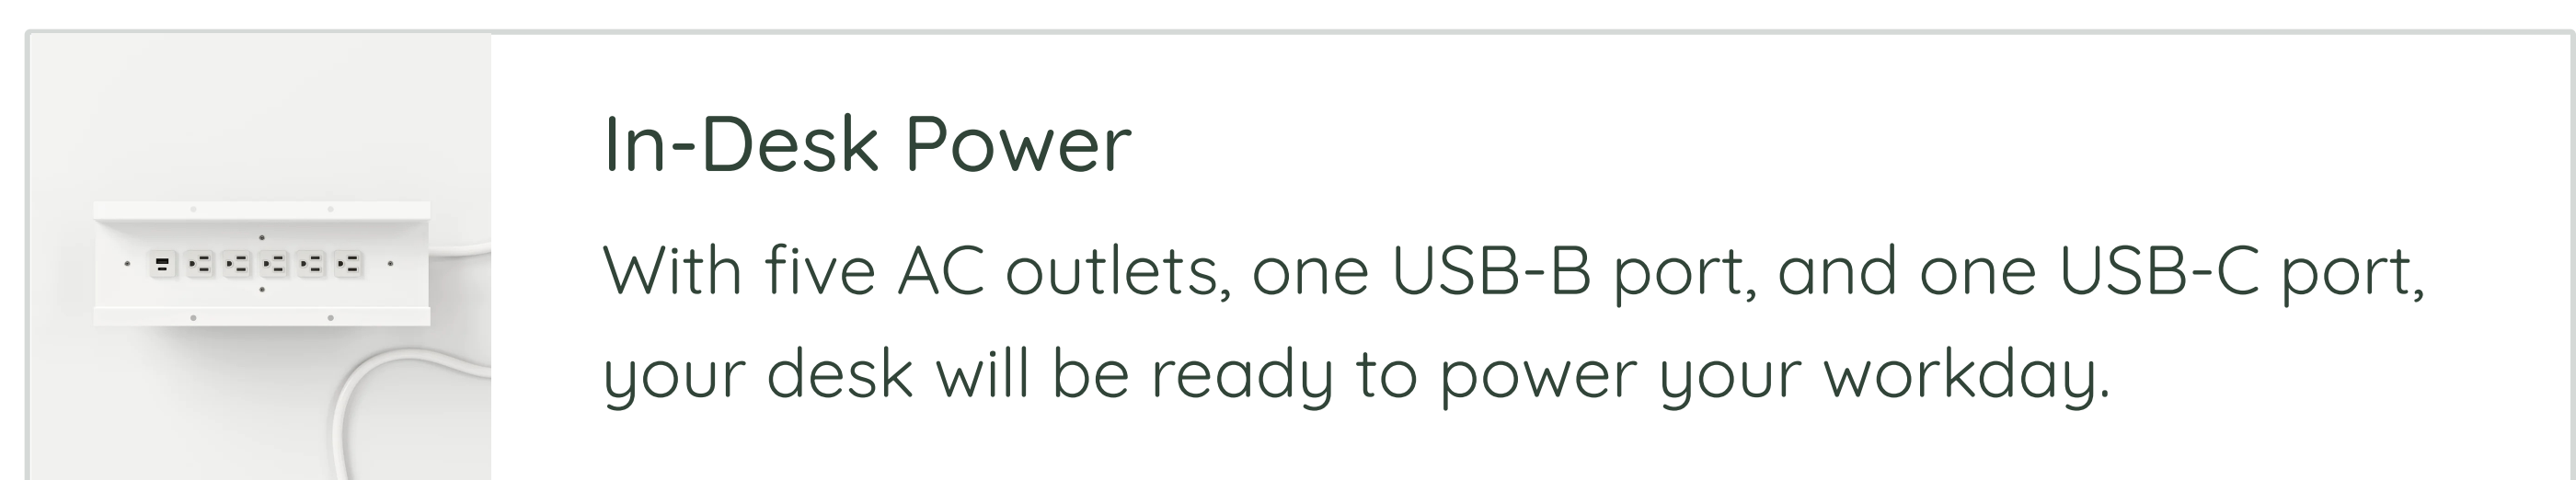 In-Desk Power
With five AC outlets, one USB-B port, and one USB-C port,
your desk will be ready to power your workday.